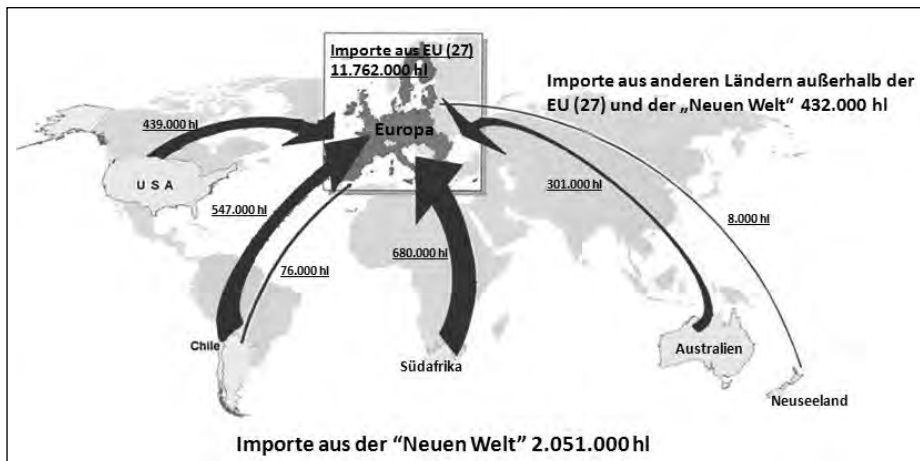 Importe aus EU (27)
11.762.000 hl
Importe aus anderen Ländern außerhalb der
EU (27) und der „Neuen Welt“ 432.000 hl
439.000 hl
Europa
U S A
301.000 hl
547.000 hl
8.000 hl
76.000 hl
680.000 hl
Chile
Südafrika
Australien
Neuseeland
Importe aus der “Neuen Welt” 2.051.000 hl